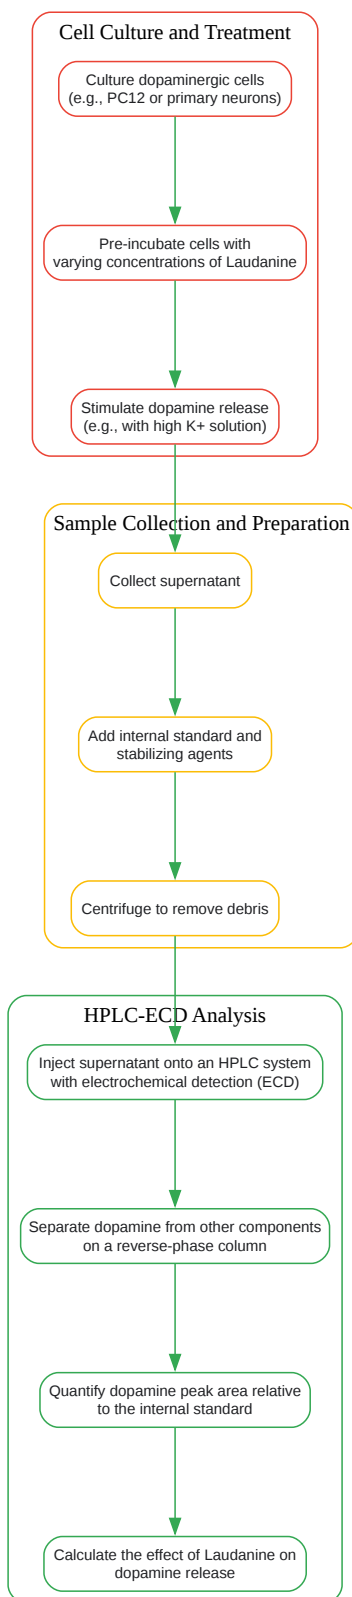 Cell Culture and Treatment
Culture dopaminergic cells
(e.g., PC12 or primary neurons)
Pre-incubate cells with
varying concentrations of Laudanine
Stimulate dopamine release
(e.g., with high K+ solution)
Sample Collection and Preparation
Collect supernatant
Add internal standard and
stabilizing agents
Centrifuge to remove debris
HPLC-ECD Analysis
Inject supernatant onto an HPLC system
with electrochemical detection (ECD)
Separate dopamine from other components
on a reverse-phase column
Quantify dopamine peak area relative
to the internal standard
Calculate the effect of Laudanine on
dopamine release